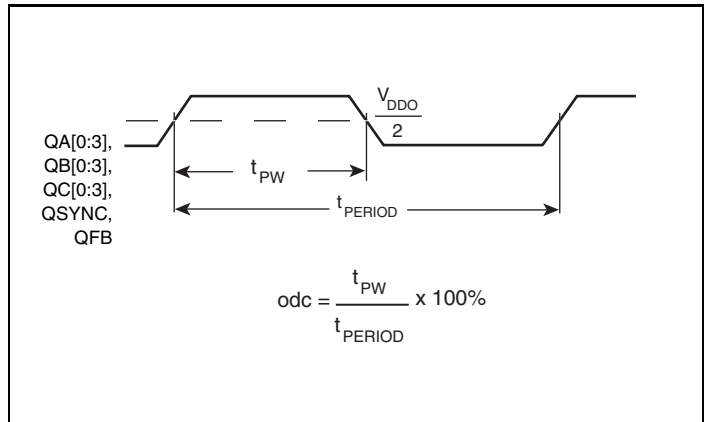 V_DDO
2
QA[0:3],
QB[0:3],
QC[0:3],
QSYNC,
QFB
t_PW
t_PERIOD
odc = t_PW / t_PERIOD x 100%